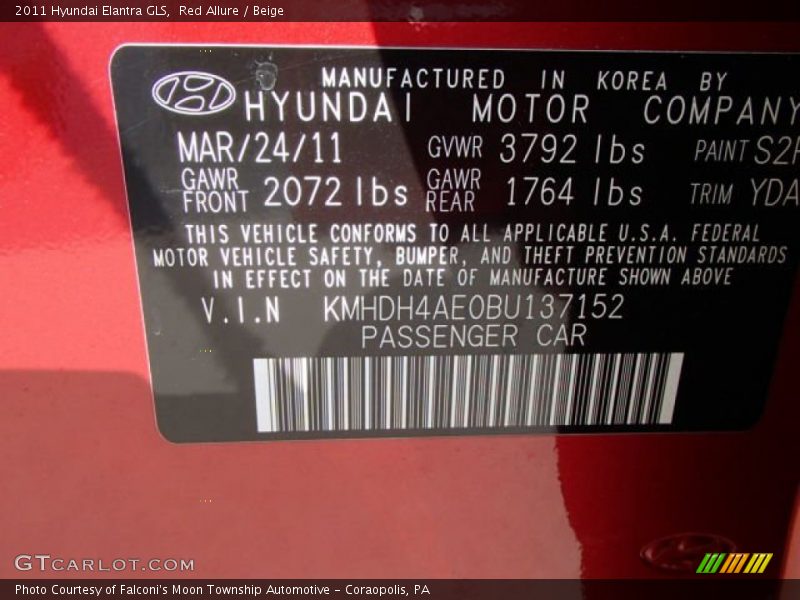 2011 Hyundai Elantra GLS, Red Allure / Beige
MANUFACTURED IN KOREA BY
HYUNDAI MOTOR COMPANY
MAR/24/11 GVWR 3792 lbs PAINT S2
GAWR FRONT 2072 lbs GAWR REAR 1764 lbs TRIM YDA
THIS VEHICLE CONFORMS TO ALL APPLICABLE U.S.A. FEDERAL
MOTOR VEHICLE SAFETY, BUMPER, AND THEFT PREVENTION STANDARDS
IN EFFECT ON THE DATE OF MANUFACTURE SHOWN ABOVE
V.I.N KMHDH4AE0BU137152
PASSENGER CAR
GTCARLOT.COM
Photo Courtesy of Falconi's Moon Township Automotive - Coraopolis, PA